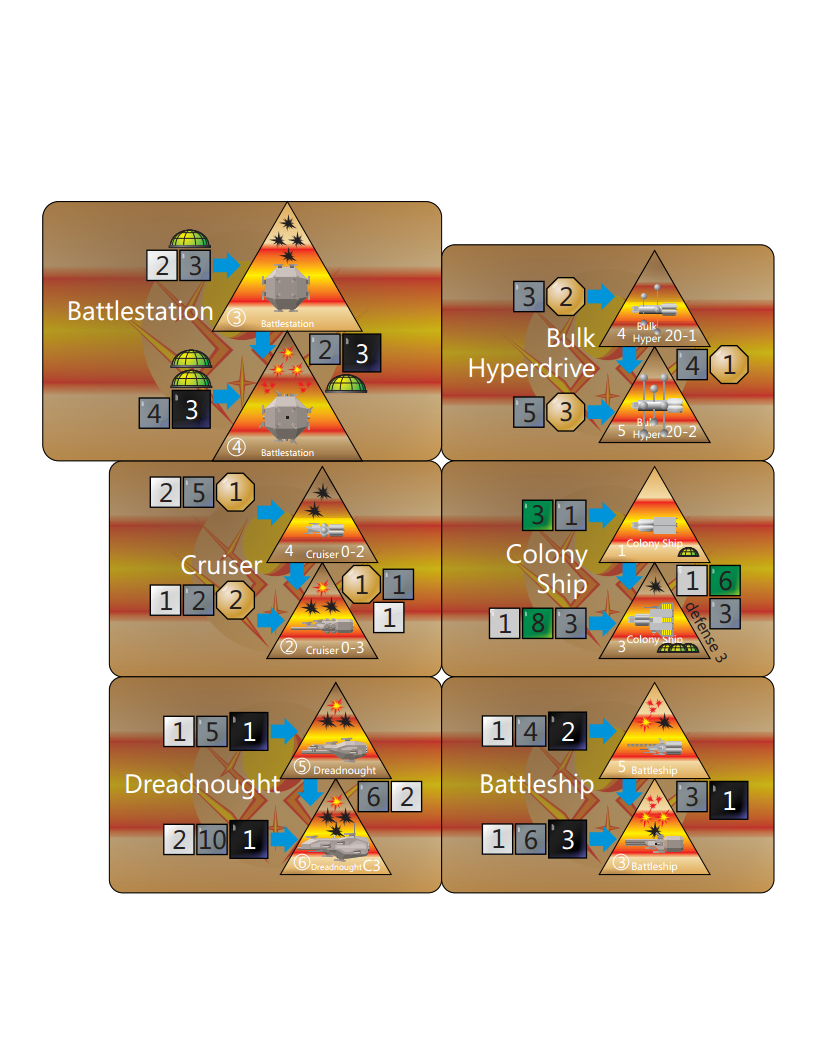 2 3
Battlestation
③
Battlestation
2 3
4 3
④
Battlestation
3 2
Bulk
Hyperdrive
4 Bulk
Hyper 20-1
4 1
5 3
5 Bulk
Hyper 20-2
2 5 1
Cruiser
4 Cruiser 0-2
1 1
1
1 2 2
② Cruiser 0-3
3 1
Colony
Ship
Colony Ship
1
1 6
3
1 8 3
Colony Ship
3
defense 3
1 5 1
Dreadnought
⑤ Dreadnought
6 2
2 10 1
⑥ Dreadnought C3
1 4 2
Battleship
5 Battleship
3 1
1 6 3
③ Battleship